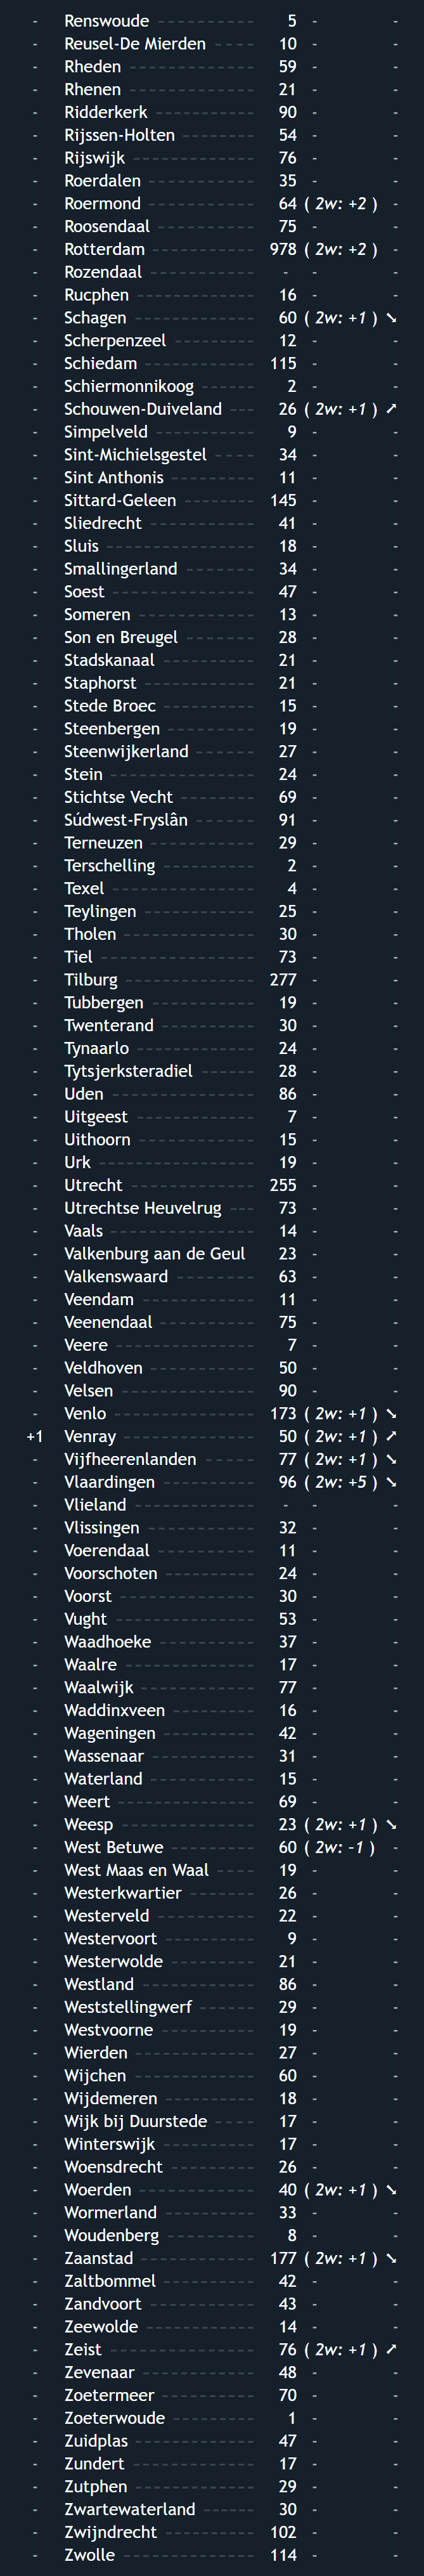 - Renswoude ---------- 5 - -
- Reusel-De Mierden ---- 10 - -
- Rheden ------------- 59 - -
- Rhenen ------------- 21 - -
- Ridderkerk ---------- 90 - -
- Rijssen-Holten -------- 54 - -
- Rijswijk ------------- 76 - -
- Roerdalen ----------- 35 - -
- Roermond ----------- 64 ( 2w: +2 ) -
- Roosendaal ---------- 75 - -
- Rotterdam ----------- 978 ( 2w: +2 ) -
- Rozendaal ----------- - - -
- Rucphen ------------ 16 - -
- Schagen ------------ 60 ( 2w: +1 ) ➘
- Scherpenzeel -------- 12 - -
- Schiedam ----------- 115 - -
- Schiermonnikoog ----- 2 - -
- Schouwen-Duiveland --- 26 ( 2w: +1 ) ➚
- Simpelveld ---------- 9 - -
- Sint-Michielsgestel ---- 34 - -
- Sint Anthonis --------- 11 - -
- Sittard-Geleen ------- 145 - -
- Sliedrecht ----------- 41 - -
- Sluis --------------- 18 - -
- Smallingerland ------- 34 - -
- Soest --------------- 47 - -
- Someren ------------ 13 - -
- Son en Breugel ------- 28 - -
- Stadskanaal --------- 21 - -
- Staphorst ----------- 21 - -
- Stede Broec --------- 15 - -
- Steenbergen --------- 19 - -
- Steenwijkerland ------ 27 - -
- Stein --------------- 24 - -
- Stichtse Vecht -------- 69 - -
- Súdwest-Fryslân ------ 91 - -
- Terneuzen ----------- 29 - -
- Terschelling ---------- 2 - -
- Texel --------------- 4 - -
- Teylingen ----------- 25 - -
- Tholen ------------- 30 - -
- Tiel ---------------- 73 - -
- Tilburg ------------- 277 - -
- Tubbergen ----------- 19 - -
- Twenterand ---------- 30 - -
- Tynaarlo ------------ 24 - -
- Tytsjerksteradiel ------ 28 - -
- Uden --------------- 86 - -
- Uitgeest ------------ 7 - -
- Uithoorn ------------ 15 - -
- Urk ---------------- 19 - -
- Utrecht ------------- 255 - -
- Utrechtse Heuvelrug --- 73 - -
- Vaals --------------- 14 - -
- Valkenburg aan de Geul 23 - -
- Valkenswaard -------- 63 - -
- Veendam ------------ 11 - -
- Veenendaal ---------- 75 - -
- Veere -------------- 7 - -
- Veldhoven ----------- 50 - -
- Velsen -------------- 90 - -
- Venlo --------------- 173 ( 2w: +1 ) ➘
+1 Venray ------------- 50 ( 2w: +1 ) ➚
- Vijfheerenlanden ----- 77 ( 2w: +1 ) ➘
- Vlaardingen ---------- 96 ( 2w: +5 ) ➘
- Vlieland ------------- - - -
- Vlissingen ----------- 32 - -
- Voerendaal ---------- 11 - -
- Voorschoten --------- 24 - -
- Voorst ------------- 30 - -
- Vught -------------- 53 - -
- Waadhoeke ---------- 37 - -
- Waalre ------------- 17 - -
- Waalwijk ------------ 77 - -
- Waddinxveen -------- 16 - -
- Wageningen --------- 42 - -
- Wassenaar ---------- 31 - -
- Waterland ----------- 15 - -
- Weert -------------- 69 - -
- Weesp ------------- 23 ( 2w: +1 ) ➘
- West Betuwe -------- 60 ( 2w: -1 ) -
- West Maas en Waal ---- 19 - -
- Westerkwartier ------- 26 - -
- Westerveld ---------- 22 - -
- Westervoort --------- 9 - -
- Westerwolde --------- 21 - -
- Westland ----------- 86 - -
- Weststellingwerf ------ 29 - -
- Westvoorne --------- 19 - -
- Wierden ------------ 27 - -
- Wijchen ------------ 60 - -
- Wijdemeren --------- 18 - -
- Wijk bij Duurstede ---- 17 - -
- Winterswijk ---------- 17 - -
- Woensdrecht -------- 26 - -
- Woerden ------------ 40 ( 2w: +1 ) ➘
- Wormerland --------- 33 - -
- Woudenberg --------- 8 - -
- Zaanstad ----------- 177 ( 2w: +1 ) ➘
- Zaltbommel --------- 42 - -
- Zandvoort ----------- 43 - -
- Zeewolde ----------- 14 - -
- Zeist --------------- 76 ( 2w: +1 ) ➚
- Zevenaar ----------- 48 - -
- Zoetermeer ---------- 70 - -
- Zoeterwoude -------- 1 - -
- Zuidplas ------------ 47 - -
- Zundert ------------ 17 - -
- Zutphen ------------ 29 - -
- Zwartewaterland ------ 30 - -
- Zwijndrecht ---------- 102 - -
- Zwolle -------------- 114 - -